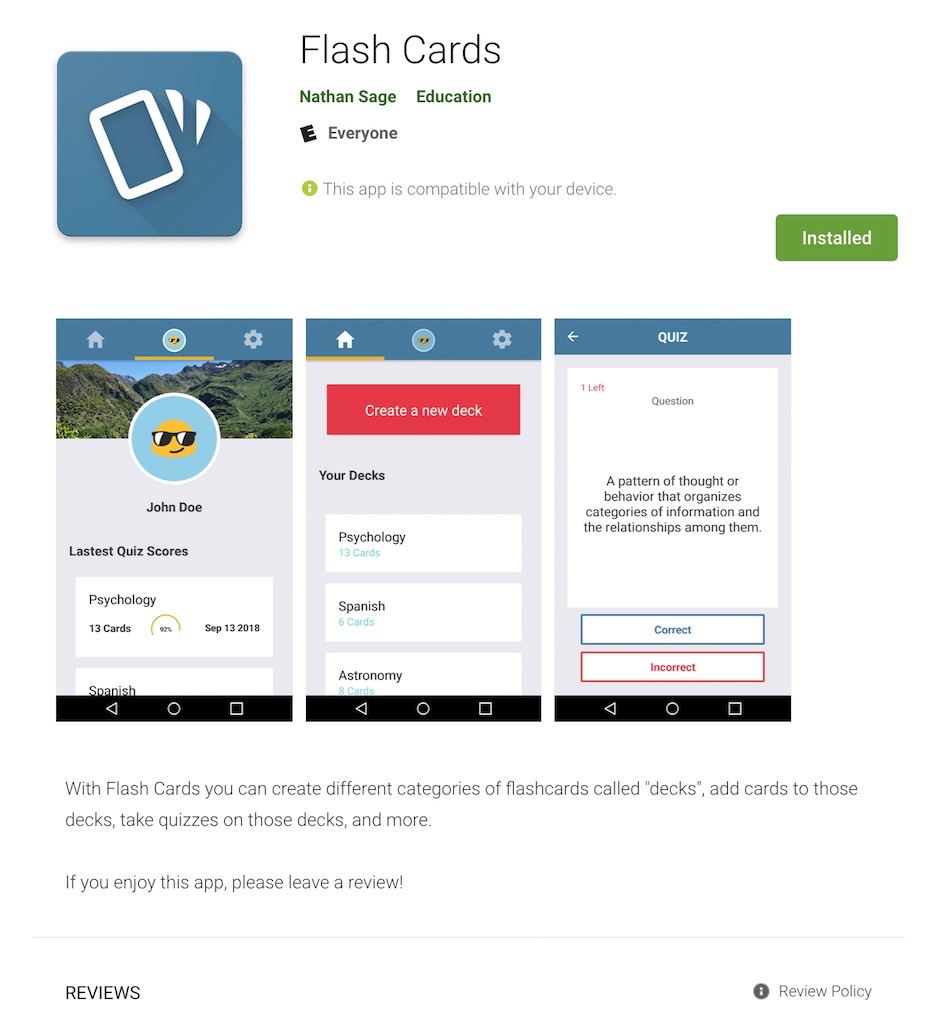 Flash Cards
Nathan Sage Education
E Everyone
This app is compatible with your device.
Installed
John Doe
Lastest Quiz Scores
Psychology
13 Cards 92% Sep 13 2018
Spanish
Create a new deck
Your Decks
Psychology
13 Cards
Spanish
6 Cards
Astronomy
8 Cards
QUIZ
1 Left
Question
A pattern of thought or
behavior that organizes
categories of information and
the relationships among them.
Correct
Incorrect
With Flash Cards you can create different categories of flashcards called "decks", add cards to those
decks, take quizzes on those decks, and more.
If you enjoy this app, please leave a review!
REVIEWS
Review Policy